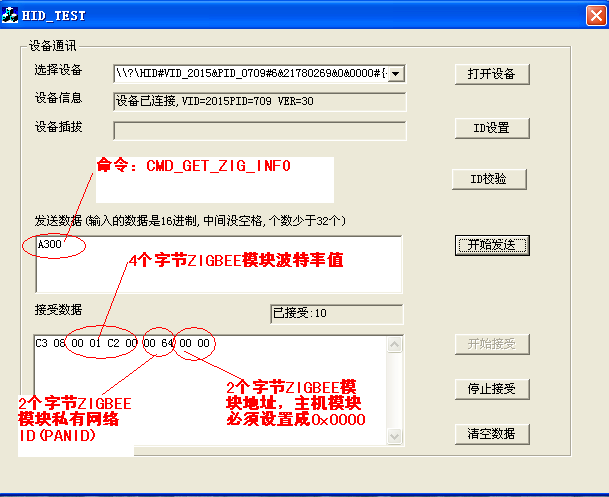 HID_TEST
设备通讯
选择设备
\\?\HID#VID_2015&PID_0709#6&21780269&0&0000#{
打开设备
设备信息
设备已连接,VID=2015PID=709 VER=30
设备插拔
ID设置
命令：CMD_GET_ZIG_INFO
ID校验
发送数据(输入的数据是16进制,中间没空格,个数少于32个)
A300
开始发送
4个字节ZIGBEE模块波特率值
接受数据
已接受:10
C3 08 00 01 C2 00 00 64 00 00
开始接受
2个字节ZIGBEE模
块地址，主机模块
必须设置成0x0000
停止接受
2个字节ZIGBEE
模块私有网络
ID(PANID)
清空数据